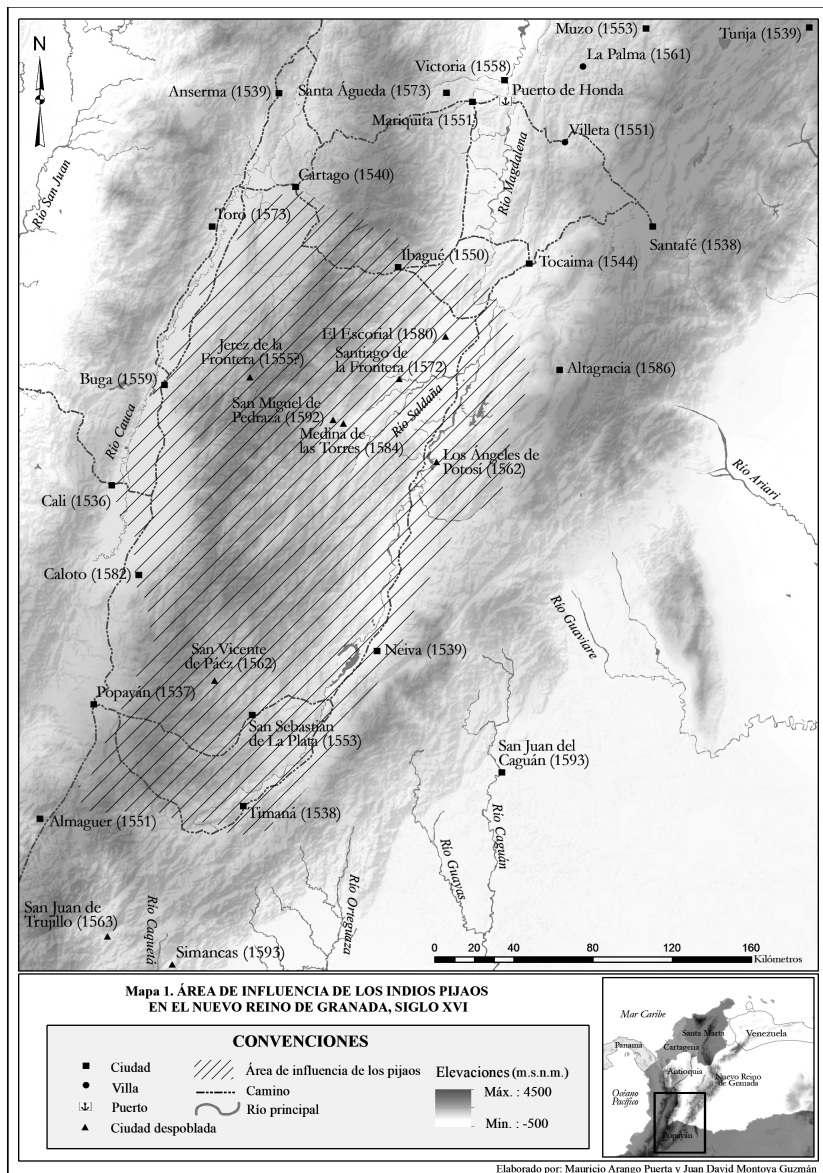 N
Muzo (1553)
Tunja (1539)
La Palma (1561)
Victoria (1558)
Anserma (1539)
Santa Águeda (1573)
Puerto de Honda
Mariquita (1551)
Villeta (1551)
Río Magdalena
Río San Juan
Cartago (1540)
Toro (1573)
Santafé (1538)
Ibagué (1550)
Tocaima (1544)
El Escorial (1580)
Jerez de la
Frontera (1555?)
Santiago de
la Frontera (1572)
Altagracia (1586)
Buga (1559)
San Miguel de
Pedraza (1592)
Río Saldaña
Río Cauca
Medina de
las Torres (1584)
Los Ángeles de
Potosí (1562)
Río Ariari
Cali (1536)
Caloto (1582)
Río Guaviare
San Vicente
de Páez (1562)
Neiva (1539)
Popayán (1537)
San Sebastián
de La Plata (1553)
San Juan del
Caguán (1593)
Almaguer (1551)
Timaná (1538)
Río Caguán
Río Guayas
Río Orteguaza
San Juan de
Trujillo (1563)
Río Caquetá
Simancas (1593)
0 20 40 80 120 160
Kilómetros
Mapa 1. ÁREA DE INFLUENCIA DE LOS INDIOS PIJAOS
EN EL NUEVO REINO DE GRANADA, SIGLO XVI
CONVENCIONES
Ciudad
Villa
Puerto
Ciudad despoblada
Área de influencia de los pijaos
Camino
Río principal
Elevaciones (m.s.n.m.)
Máx. : 4500
Min. : -500
Mar Caribe
Santa Marta
Venezuela
Panamá
Cartagena
Antioquia
Nuevo Reino
de Granada
Océano
Pacífico
Popayán
Elaborado por: Mauricio Arango Puerta y Juan David Montoya Guzmán